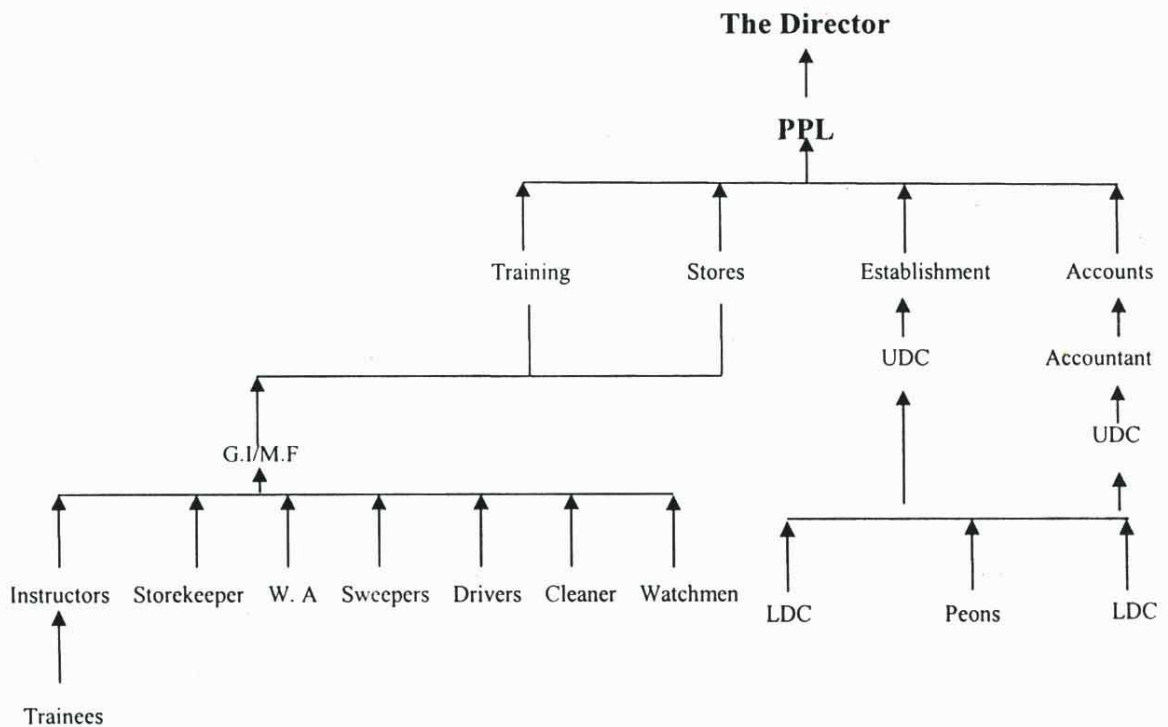 The Director
PPL
Training Stores Establishment Accounts
UDC Accountant
G.I/M.F UDC
Instructors Storekeeper W. A Sweepers Drivers Cleaner Watchmen LDC Peons LDC
Trainees